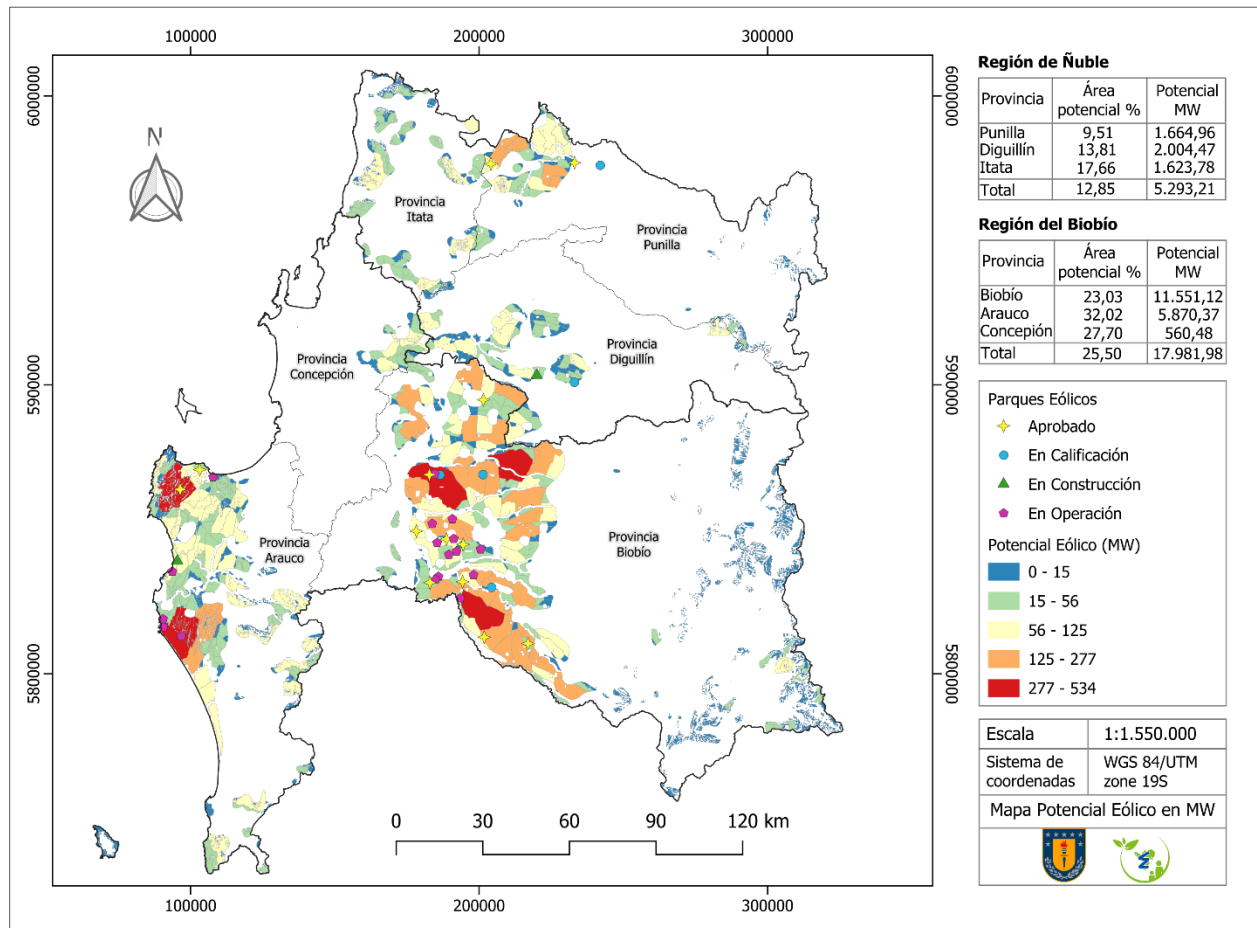 100000
200000
300000
6000000
6000000
5900000
5900000
5800000
5800000
N
Provincia
Itata
Provincia
Punilla
Provincia
Diguillín
Provincia
Concepción
Provincia
Arauco
Provincia
Biobío
0 30 60 90 120 km
100000
200000
300000
Región de Ñuble
Provincia Área potencial % Potencial MW
Punilla 9,51 1.664,96
Diguillín 13,81 2.004,47
Itata 17,66 1.623,78
Total 12,85 5.293,21
Región del Biobío
Provincia Área potencial % Potencial MW
Biobío 23,03 11.551,12
Arauco 32,02 5.870,37
Concepión 27,70 560,48
Total 25,50 17.981,98
Parques Eólicos
Aprobado
En Calificación
En Construcción
En Operación
Potencial Eólico (MW)
0 - 15
15 - 56
56 - 125
125 - 277
277 - 534
Escala 1:1.550.000
Sistema de coordenadas WGS 84/UTM zone 19S
Mapa Potencial Eólico en MW